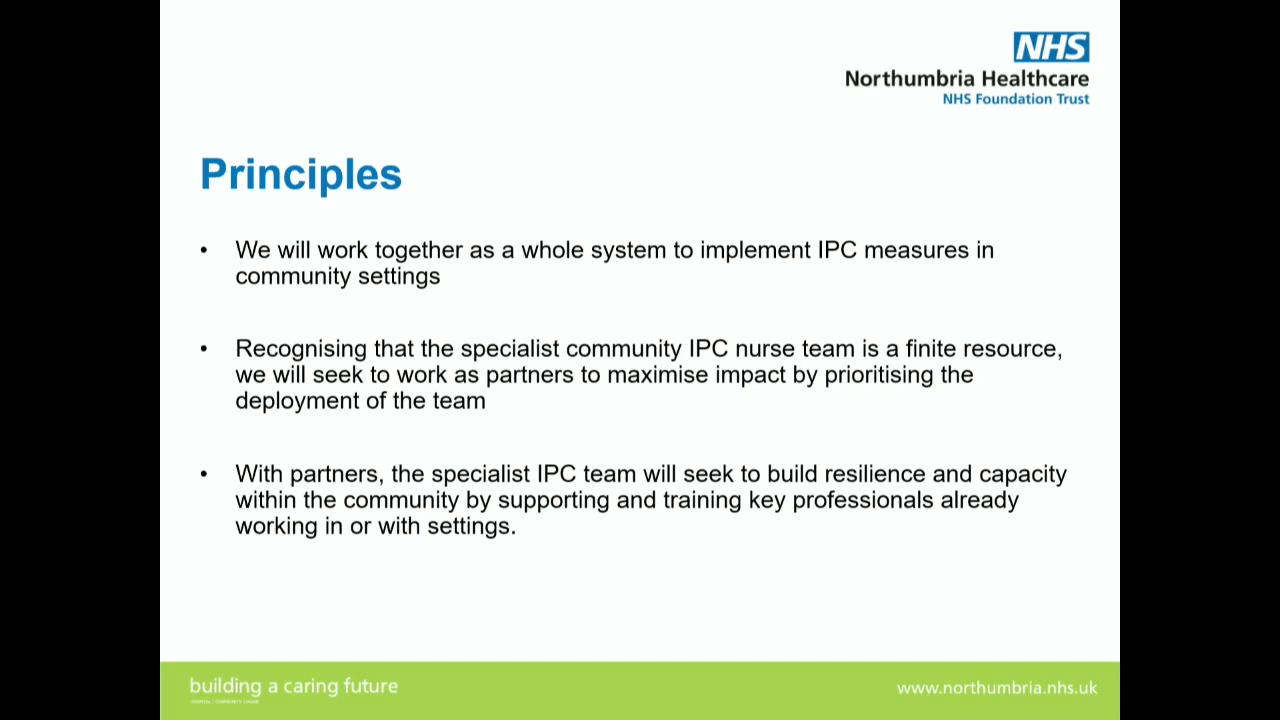 NHS
Northumbria Healthcare
NHS Foundation Trust
Principles
• We will work together as a whole system to implement IPC measures in
community settings
• Recognising that the specialist community IPC nurse team is a finite resource,
we will seek to work as partners to maximise impact by prioritising the
deployment of the team
• With partners, the specialist IPC team will seek to build resilience and capacity
within the community by supporting and training key professionals already
working in or with settings.
building a caring future
www.northumbria.nhs.uk